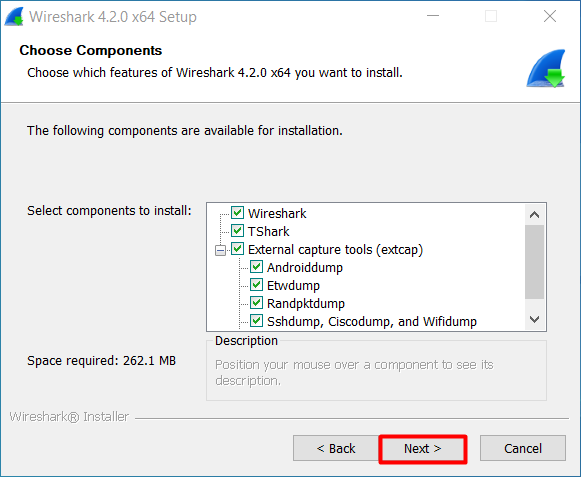 Wireshark 4.2.0 x64 Setup
Choose Components
Choose which features of Wireshark 4.2.0 x64 you want to install.
The following components are available for installation.
Select components to install:
Wireshark
TShark
External capture tools (extcap)
Androiddump
Etwdump
Randpktdump
Sshdump, Ciscodump, and Wifidump
Space required: 262.1 MB
Description
Position your mouse over a component to see its
description.
Wireshark® Installer
< Back
Next >
Cancel